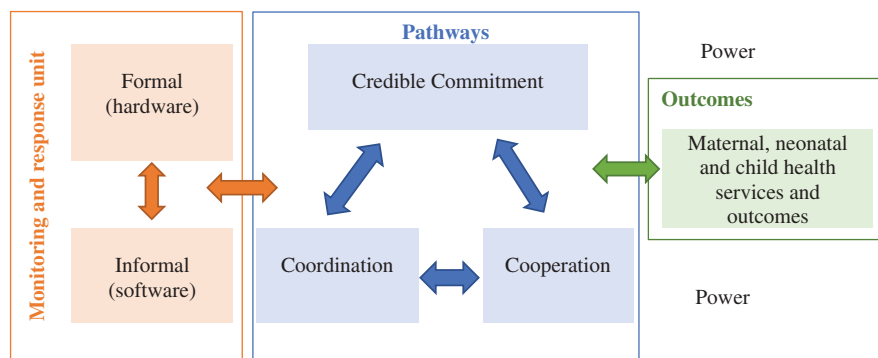 Monitoring and response unit
Formal
(hardware)
Informal
(software)
Pathways
Credible Commitment
Coordination
Cooperation
Power
Outcomes
Maternal, neonatal
and child health
services and
outcomes
Power